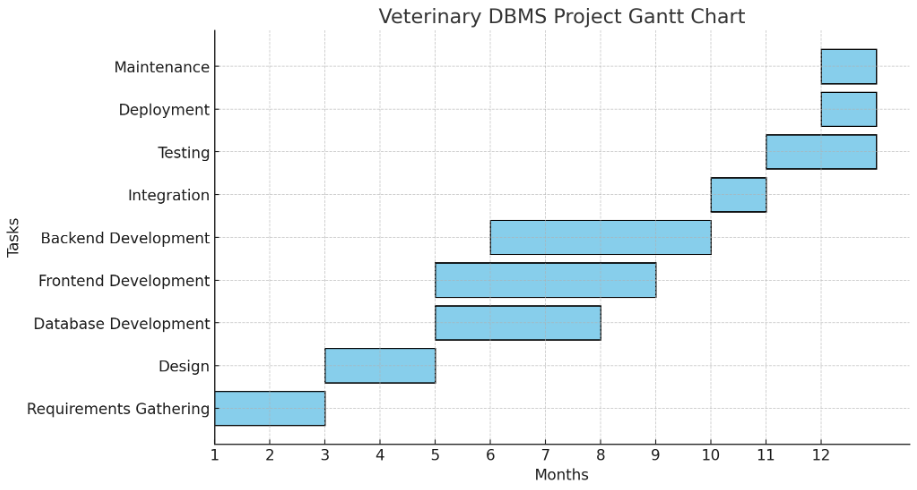 Veterinary DBMS Project Gantt Chart
Tasks
Maintenance
Deployment
Testing
Integration
Backend Development
Frontend Development
Database Development
Design
Requirements Gathering
1 2 3 4 5 6 7 8 9 10 11 12
Months